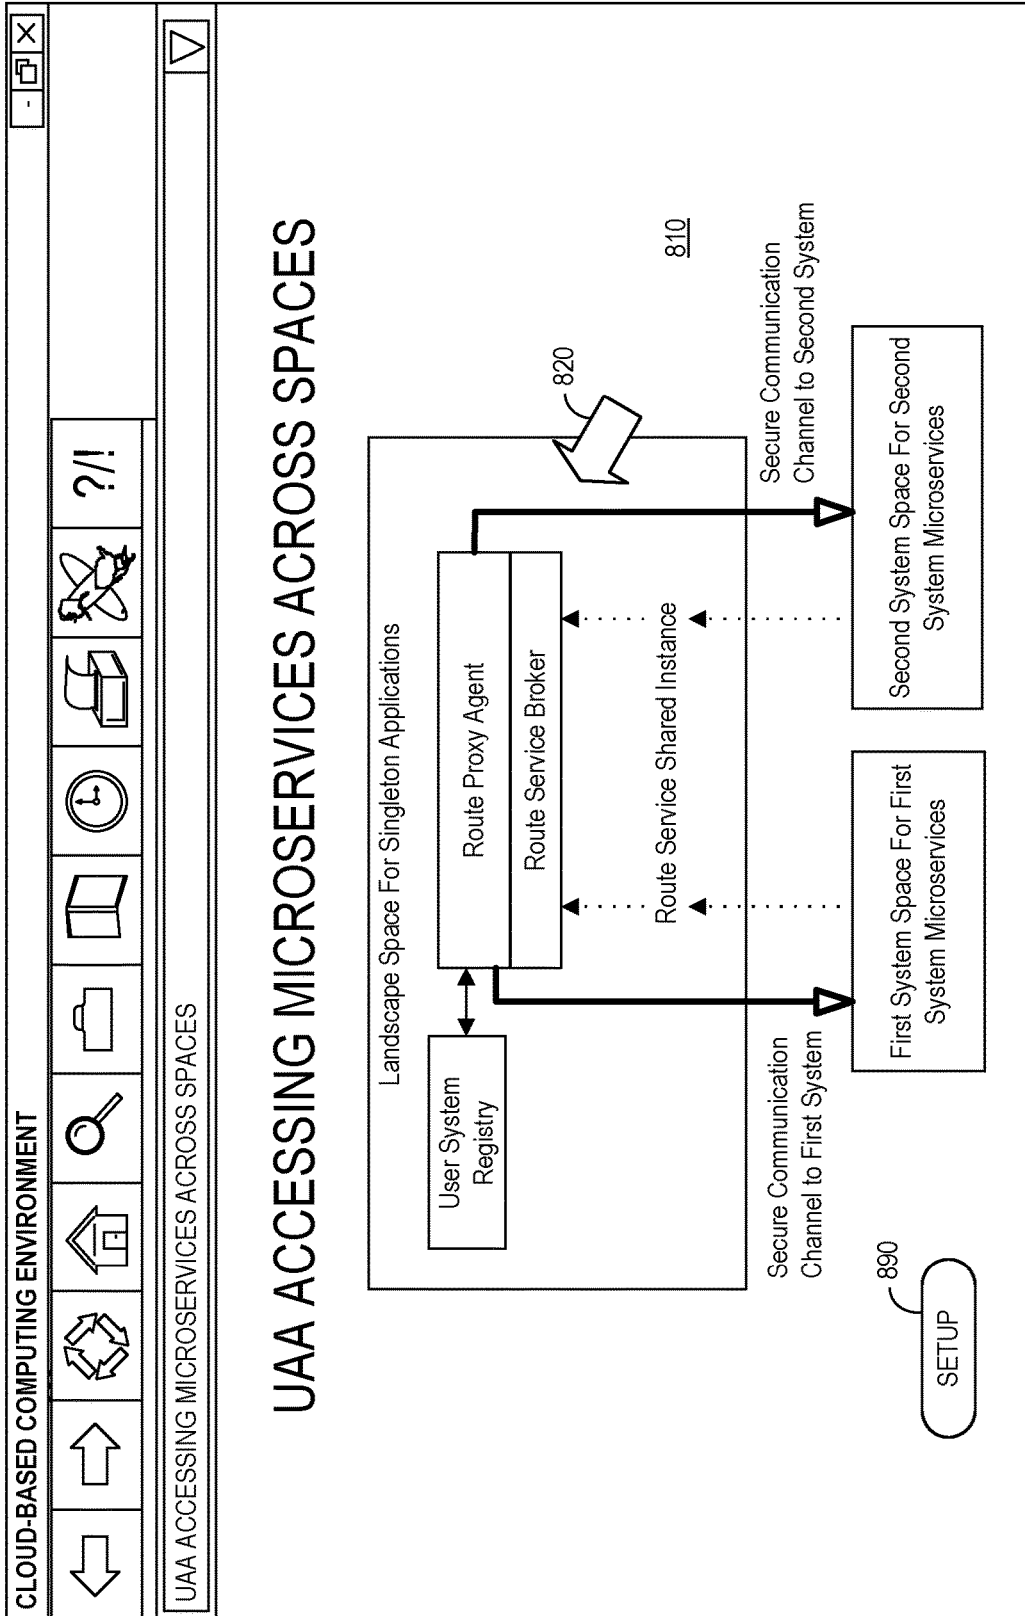 CLOUD-BASED COMPUTING ENVIRONMENT
- X
?/!
UAA ACCESSING MICROSERVICES ACROSS SPACES
UAA ACCESSING MICROSERVICES ACROSS SPACES
Landscape Space For Singleton Applications
User System
Registry
Route Proxy Agent
Route Service Broker
820
Route Service Shared Instance
810
Secure Communication
Channel to First System
Secure Communication
Channel to Second System
First System Space For First
System Microservices
Second System Space For Second
System Microservices
890
SETUP